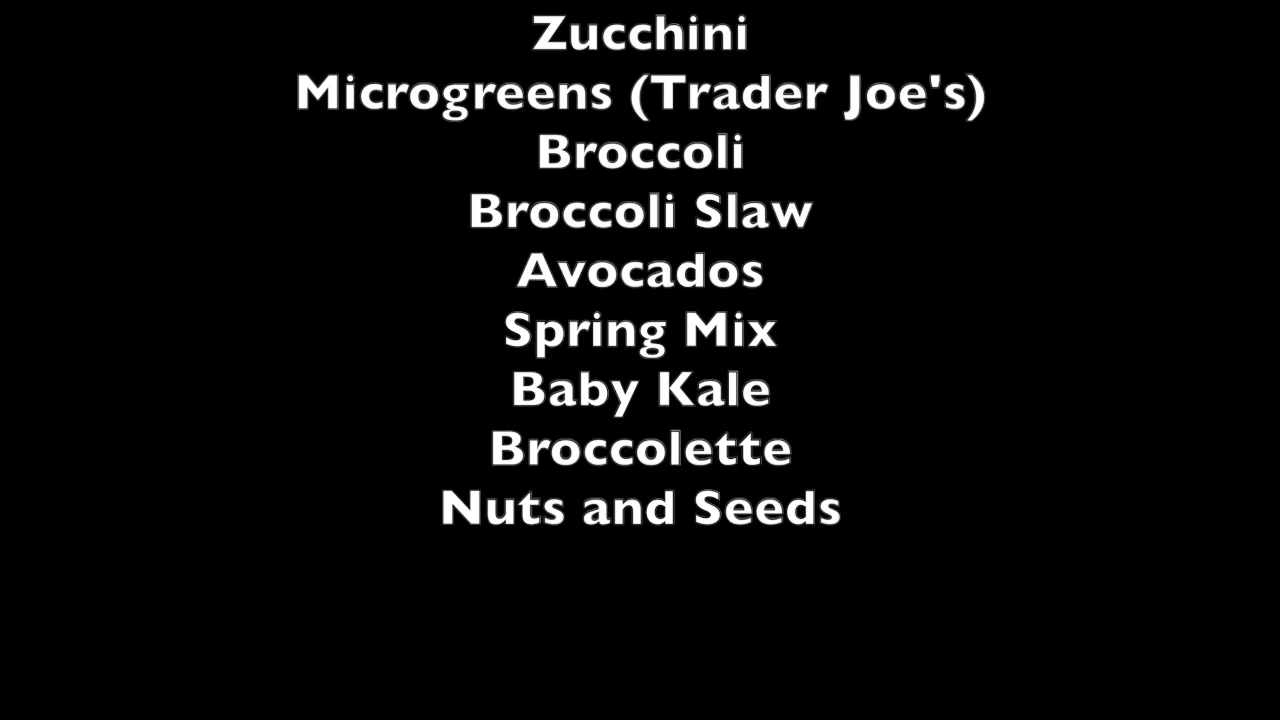 Zucchini
Microgreens (Trader Joe's)
Broccoli
Broccoli Slaw
Avocados
Spring Mix
Baby Kale
Broccolette
Nuts and Seeds